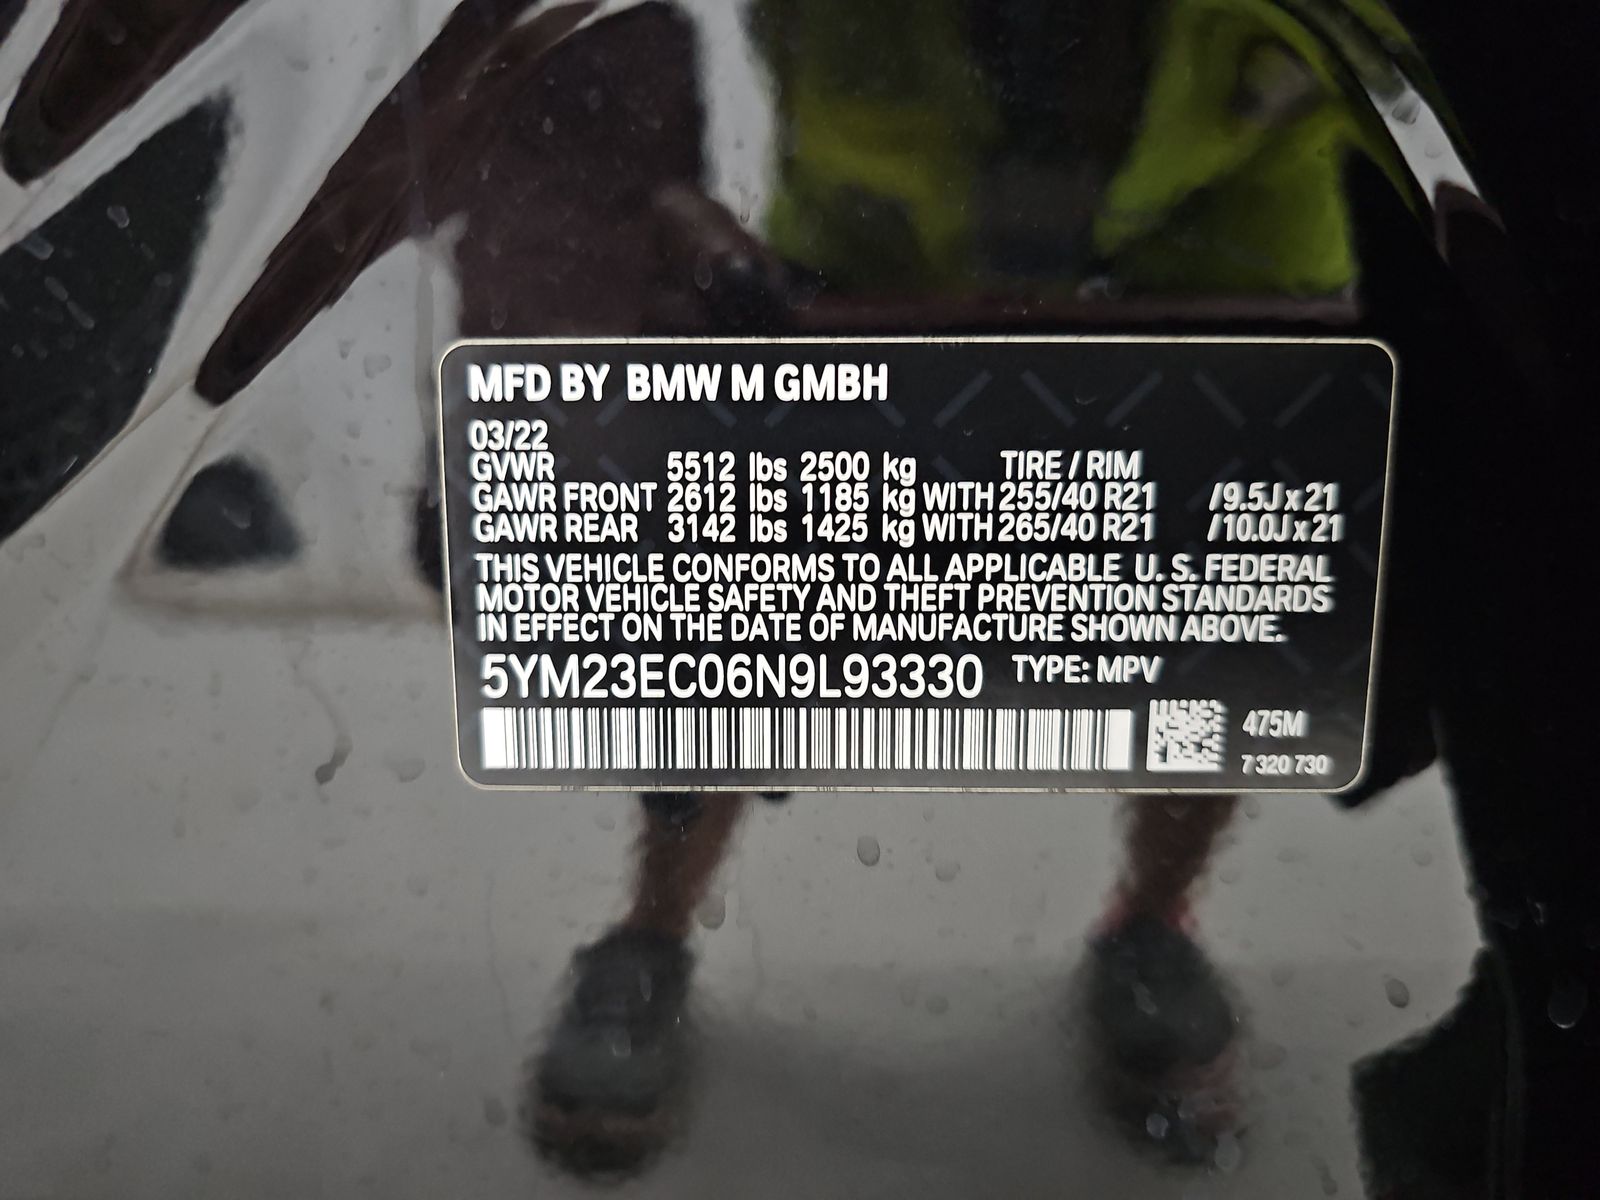 MFD BY BMW M GMBH
03/22
GVWR 5512 lbs 2500 kg TIRE / RIM
GAWR FRONT 2612 lbs 1185 kg WITH 255/40 R21 /9.5J x 21
GAWR REAR 3142 lbs 1425 kg WITH 265/40 R21 /10.0J x 21
THIS VEHICLE CONFORMS TO ALL APPLICABLE U. S. FEDERAL
MOTOR VEHICLE SAFETY AND THEFT PREVENTION STANDARDS
IN EFFECT ON THE DATE OF MANUFACTURE SHOWN ABOVE.
5YM23EC06N9L93330 TYPE: MPV
475M
7 320 730